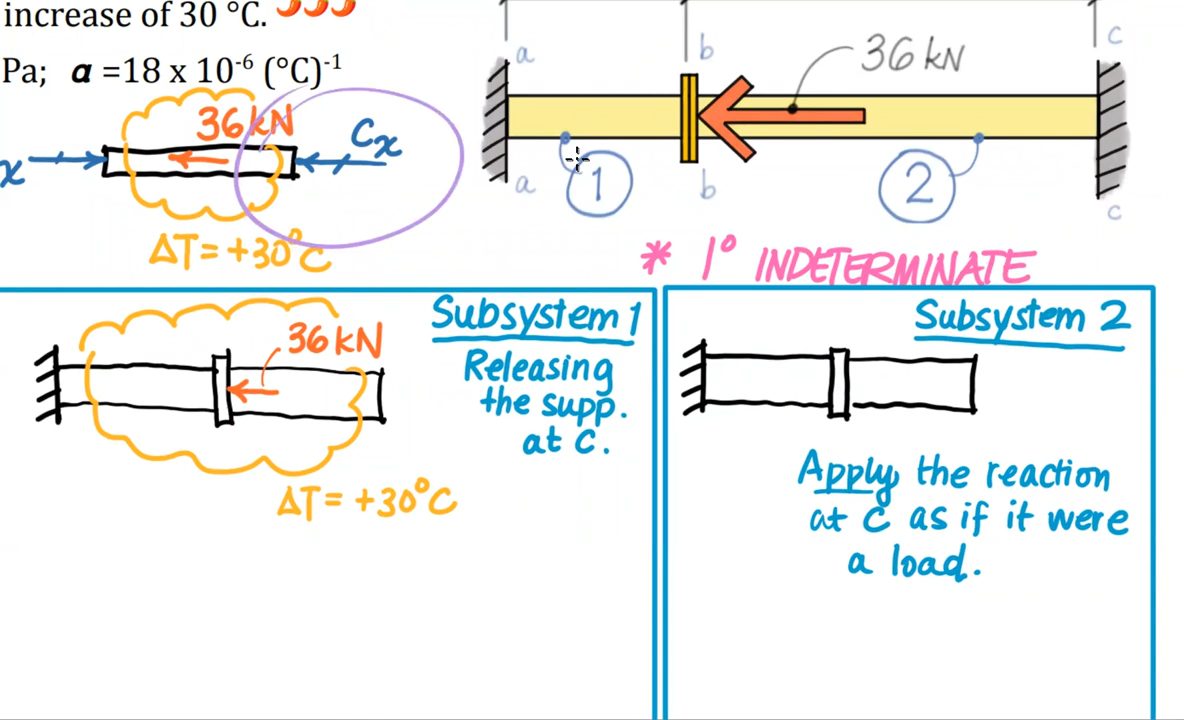 increase of 30 °C.
Pa; α =18 x 10-6 (°C)-1
36 kN
x
Cx
ΔT = +30°C
a
b
c
36 kN
a
1
b
2
c
* 1° INDETERMINATE
Subsystem 1
36 kN
Releasing
the supp.
at C.
ΔT = +30°C
Subsystem 2
Apply the reaction
at C as if it were
a load.